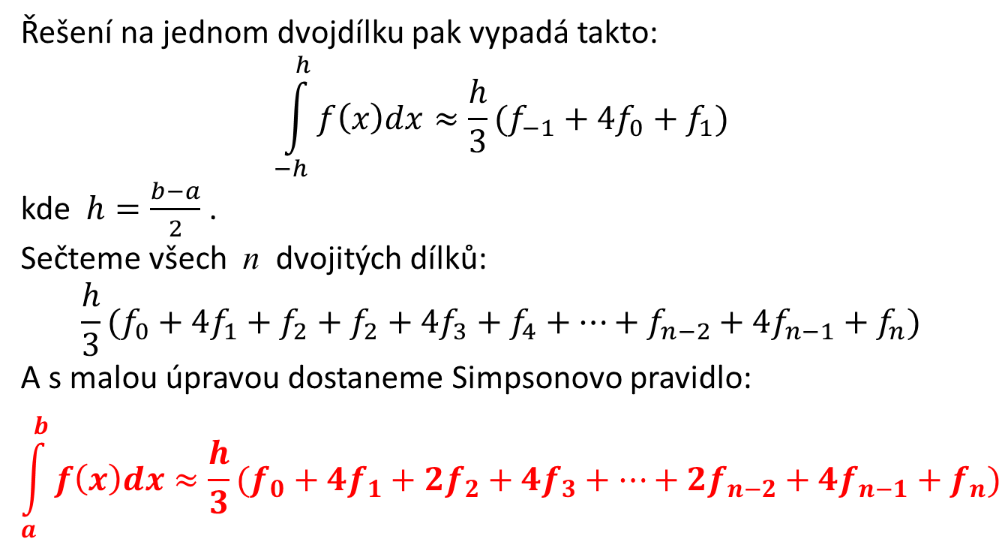 Řešení na jednom dvojdílku pak vypadá takto:
$\int_{-h}^{h} f(x)dx \approx \frac{h}{3}(f_{-1} + 4f_0 + f_1)$
kde $h = \frac{b-a}{2}$ .
Sečteme všech n dvojitých dílků:
$\frac{h}{3}(f_0 + 4f_1 + f_2 + f_2 + 4f_3 + f_4 + \cdots + f_{n-2} + 4f_{n-1} + f_n)$
A s malou úpravou dostaneme Simpsonovo pravidlo:
$\int_{a}^{b} f(x)dx \approx \frac{h}{3}(f_0 + 4f_1 + 2f_2 + 4f_3 + \cdots + 2f_{n-2} + 4f_{n-1} + f_n)$